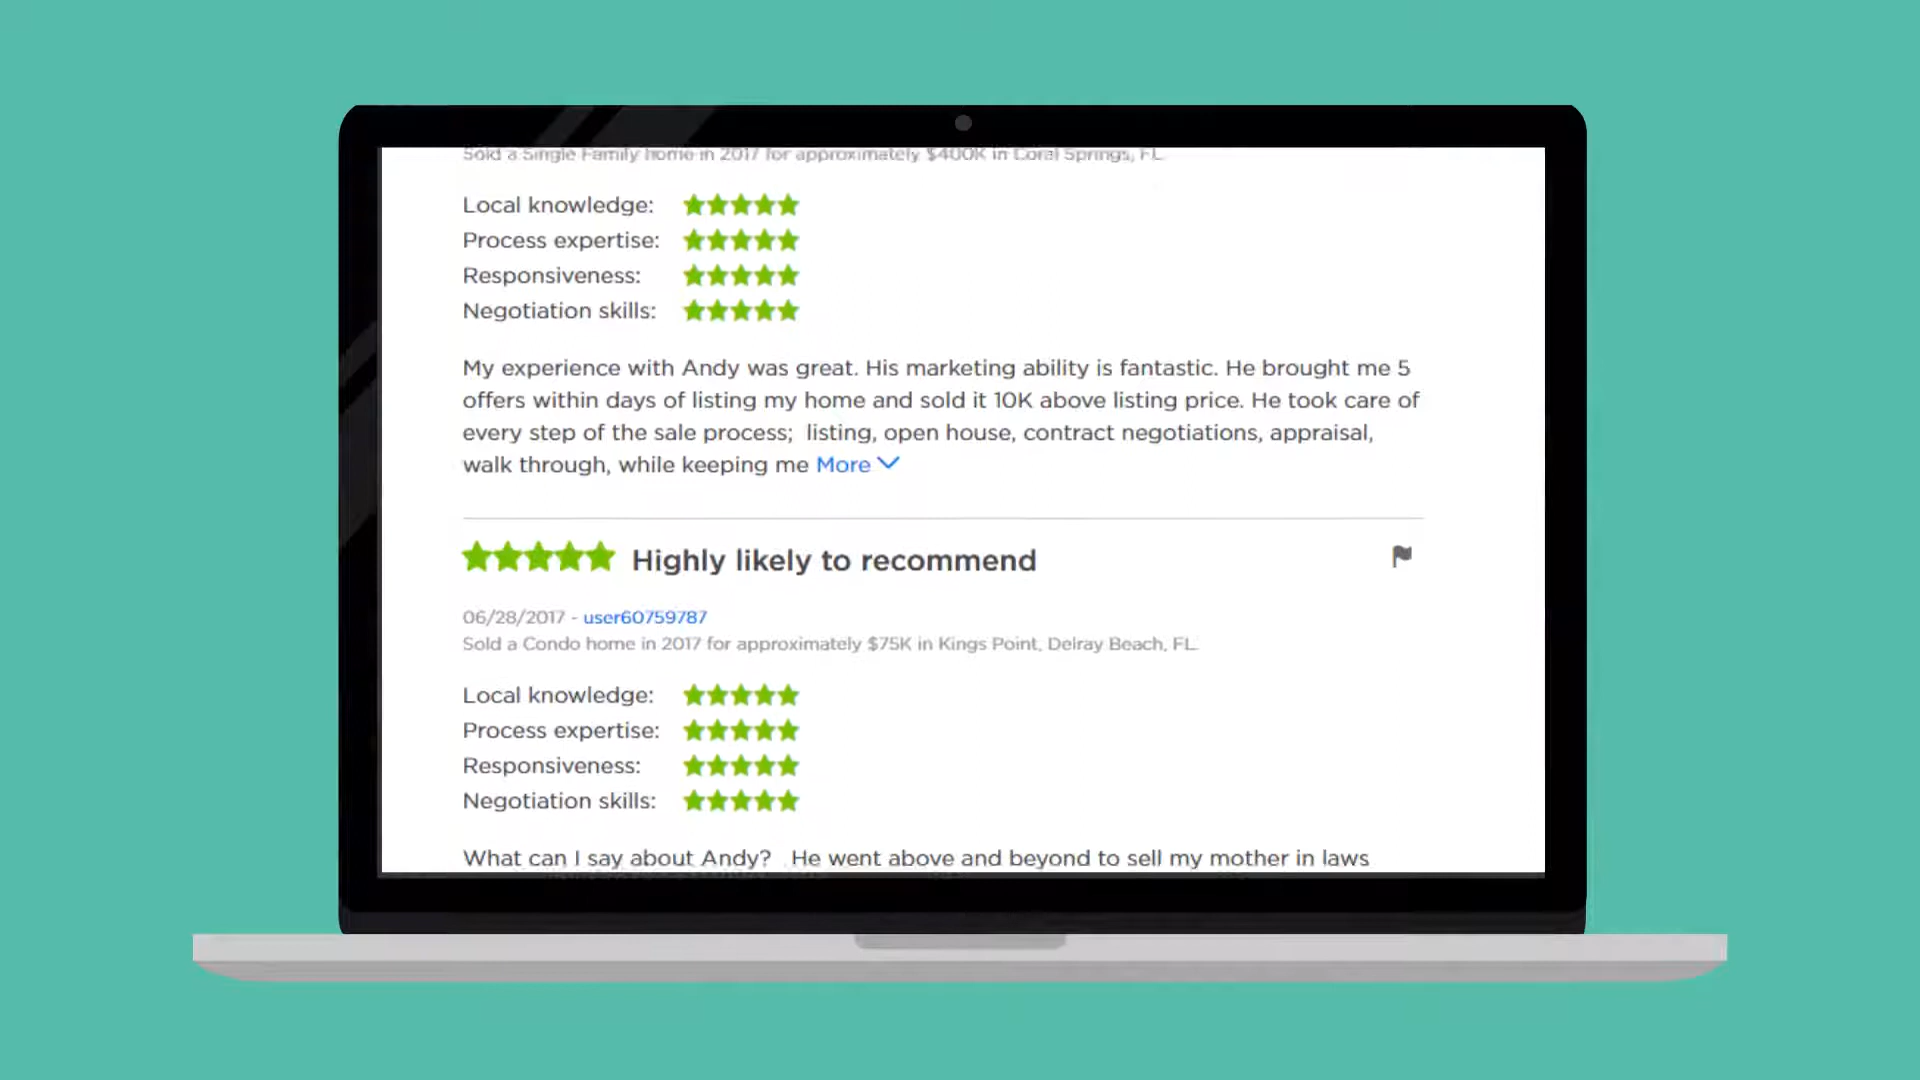 Sold a Single Family home in 2017 for approximately $400K in Coral Springs, FL.
Local knowledge:
Process expertise:
Responsiveness:
Negotiation skills:
My experience with Andy was great. His marketing ability is fantastic. He brought me 5
offers within days of listing my home and sold it 10K above listing price. He took care of
every step of the sale process;  listing, open house, contract negotiations, appraisal,
walk through, while keeping me More
Highly likely to recommend
06/28/2017 - user60759787
Sold a Condo home in 2017 for approximately $75K in Kings Point, Delray Beach, FL.
Local knowledge:
Process expertise:
Responsiveness:
Negotiation skills:
What can I say about Andy?  He went above and beyond to sell my mother in laws